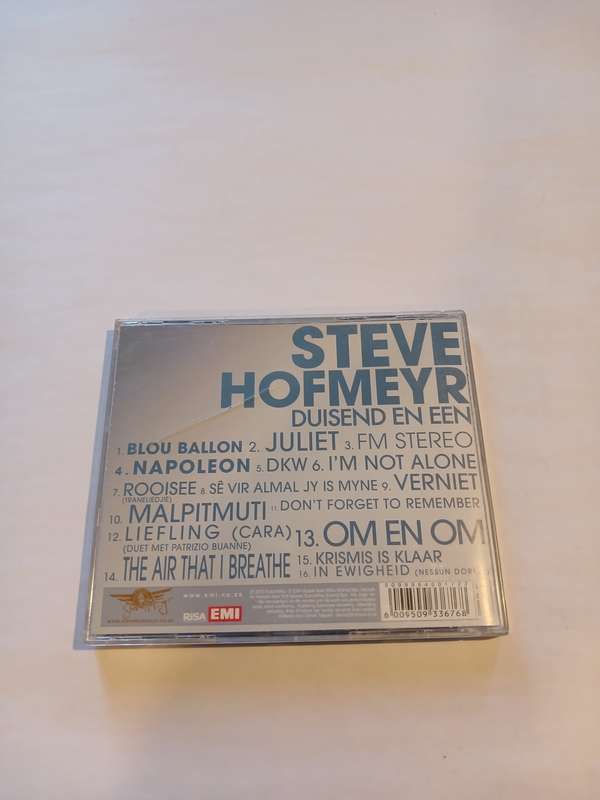 STEVE
HOFMEYR
DUISEND EN EEN
1. BLOU BALLON 2. JULIET 3. FM STEREO
4. NAPOLEON 5. DKW 6. I'M NOT ALONE
7. ROOISEE 8. SÊ VIR ALMAL JY IS MYNE 9. VERNIET
(TRANELIEDJIE)
10. MALPITMUTI 11. DON'T FORGET TO REMEMBER
12. LIEFLING (CARA) 13. OM EN OM
(DUET MET PATRIZIO BUANNE)
14. THE AIR THAT I BREATHE 15. KRISMIS IS KLAAR
16. IN EWIGHEID (NESSUN DORMA)
www.emi.co.za
RiSA EMI
6 009509 336768